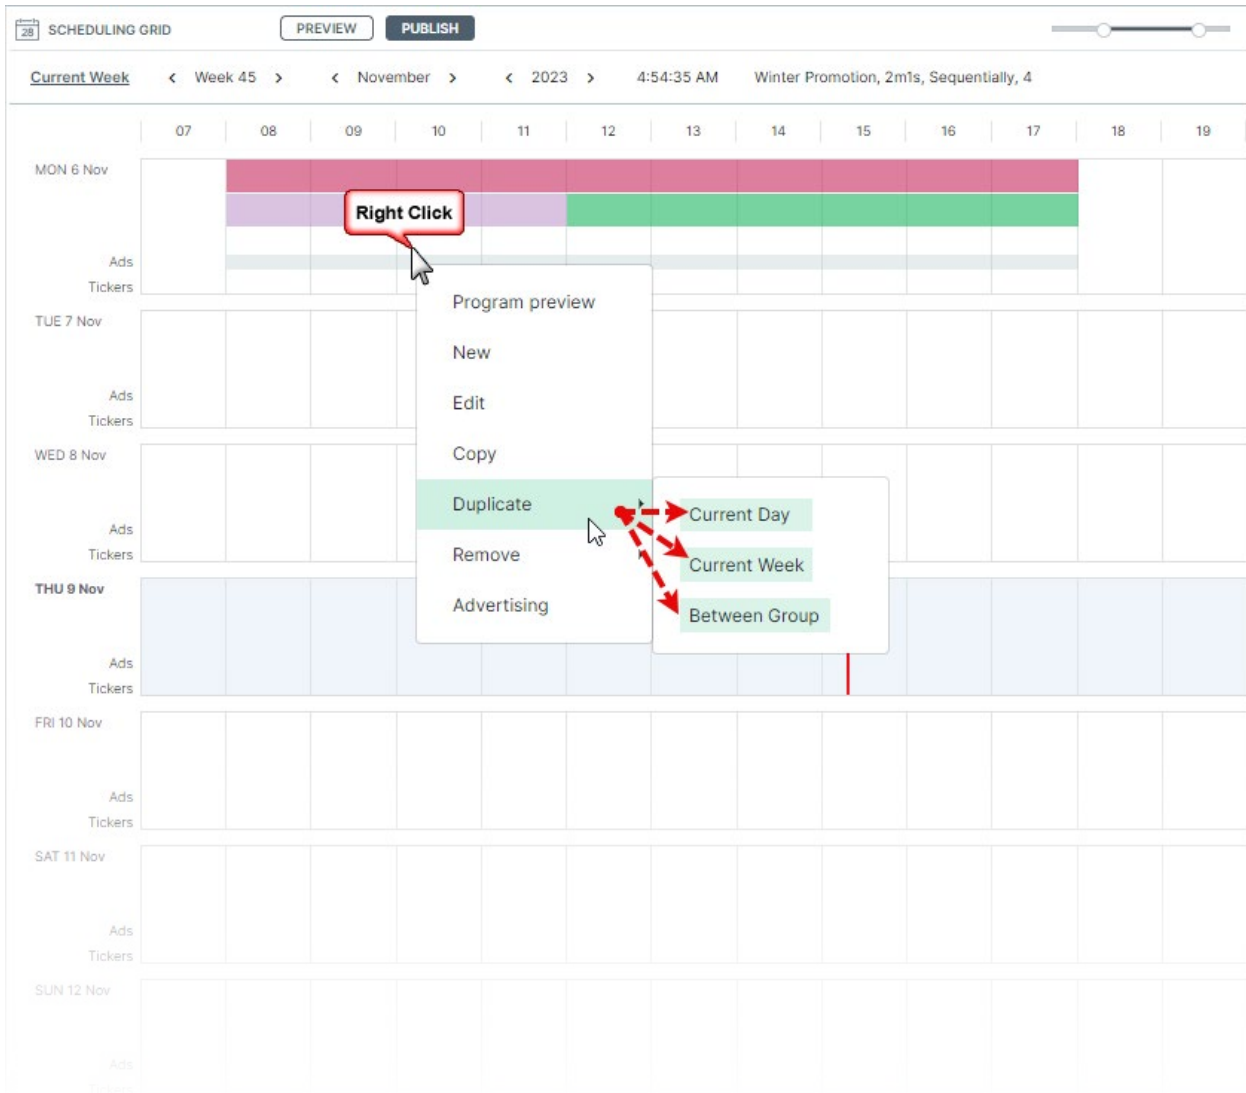 28 SCHEDULING GRID PREVIEW PUBLISH
Current Week < Week 45 > < November > < 2023 > 4:54:35 AM Winter Promotion, 2m1s, Sequentially, 4
07 08 09 10 11 12 13 14 15 16 17 18 19
MON 6 Nov
Right Click
Ads
Tickers
Program preview
TUE 7 Nov
New
Ads
Edit
Tickers
WED 8 Nov
Copy
Duplicate
Current Day
Ads
Tickers
Remove
Current Week
THU 9 Nov
Advertising
Between Group
Ads
Tickers
FRI 10 Nov
Ads
Tickers
SAT 11 Nov
Ads
Tickers
SUN 12 Nov
Ads
Tickers